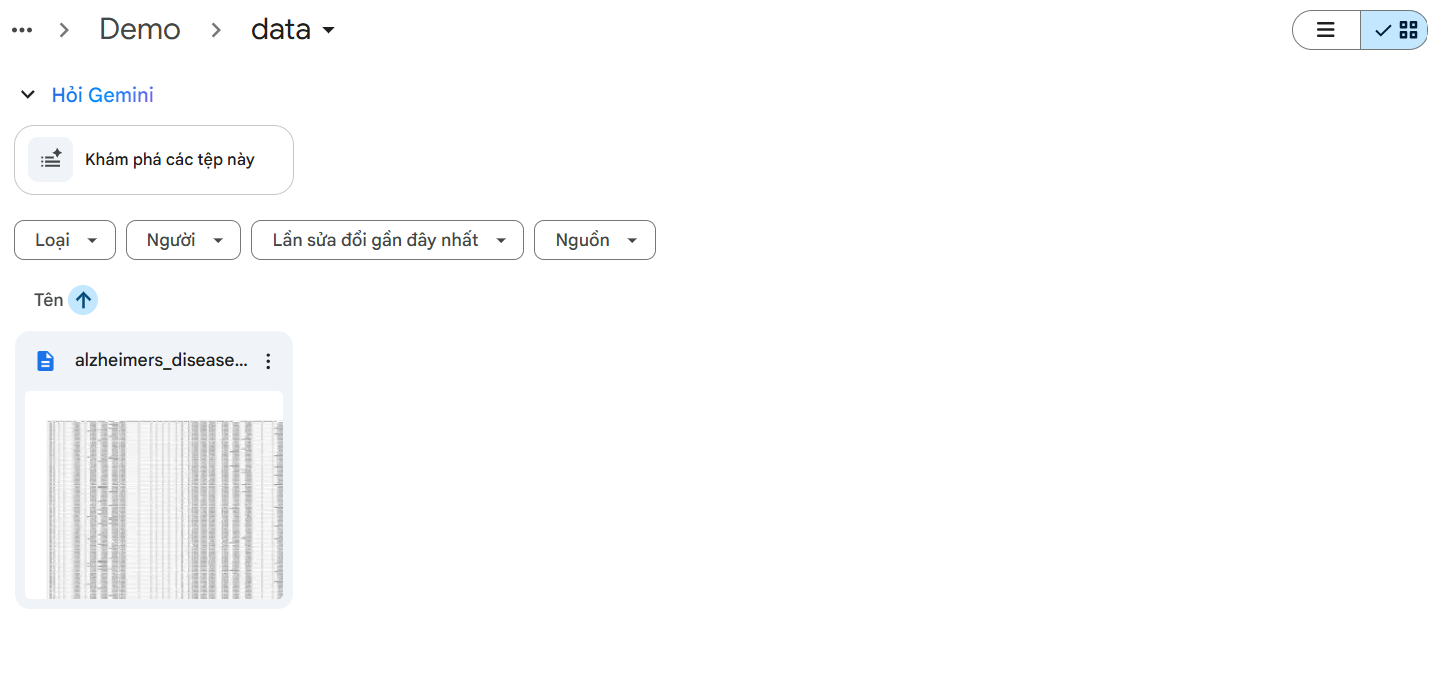 Demo data
Hỏi Gemini
Khám phá các tệp này
Loại Người Lần sửa đổi gần đây nhất Nguồn
Tên
alzheimers_disease...